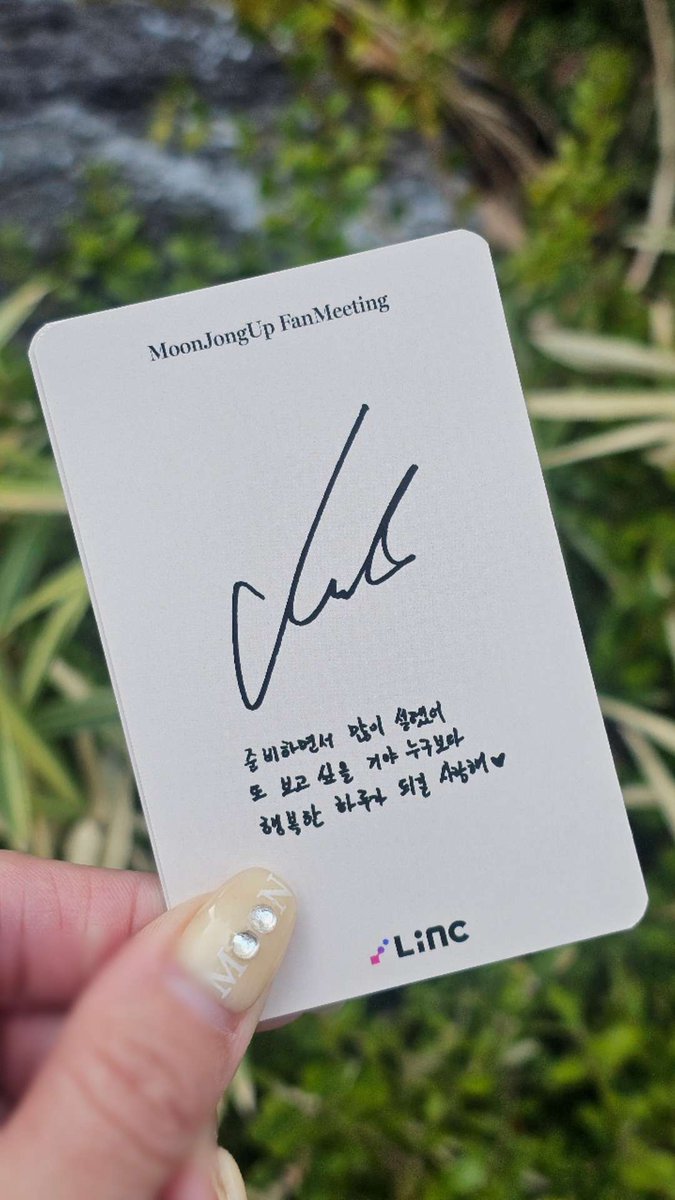 MoonJongUp FanMeeting
준비하면서 많이 설렜어
또 보고 싶을 거야 누구보다
행복한 하루가 되길 사랑해♥
Linc
MOON